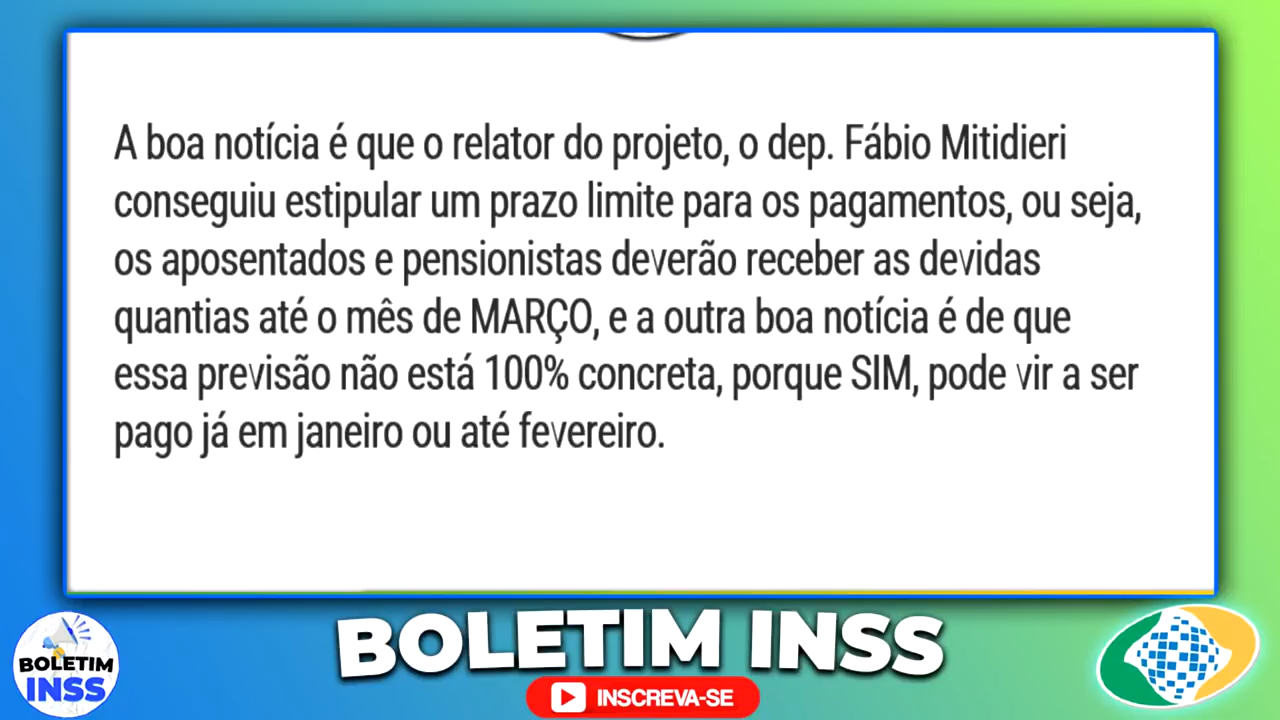 A boa notícia é que o relator do projeto, o dep. Fábio Mitidieri
conseguiu estipular um prazo limite para os pagamentos, ou seja,
os aposentados e pensionistas deverão receber as devidas
quantias até o mês de MARÇO, e a outra boa notícia é de que
essa previsão não está 100% concreta, porque SIM, pode vir a ser
pago já em janeiro ou até fevereiro.
BOLETIM INSS
INSCREVA-SE
BOLETIM
INSS